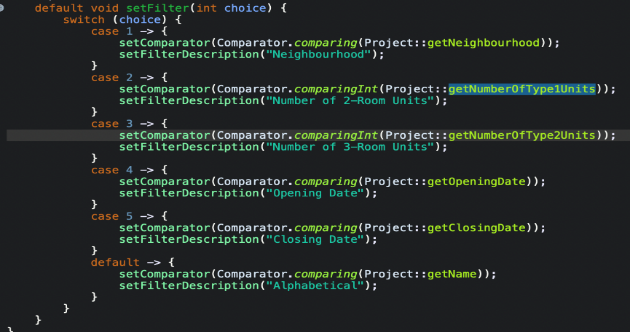 default void setFilter(int choice) {
switch (choice) {
case 1 -> {
setComparator(Comparator.comparing(Project::getNeighbourhood));
setFilterDescription("Neighbourhood");
}
case 2 -> {
setComparator(Comparator.comparingInt(Project::getNumberOfType1Units));
setFilterDescription("Number of 2-Room Units");
}
case 3 -> {
setComparator(Comparator.comparingInt(Project::getNumberOfType2Units));
setFilterDescription("Number of 3-Room Units");
}
case 4 -> {
setComparator(Comparator.comparing(Project::getOpeningDate));
setFilterDescription("Opening Date");
}
case 5 -> {
setComparator(Comparator.comparing(Project::getClosingDate));
setFilterDescription("Closing Date");
}
default -> {
setComparator(Comparator.comparing(Project::getName));
setFilterDescription("Alphabetical");
}
}
}
}